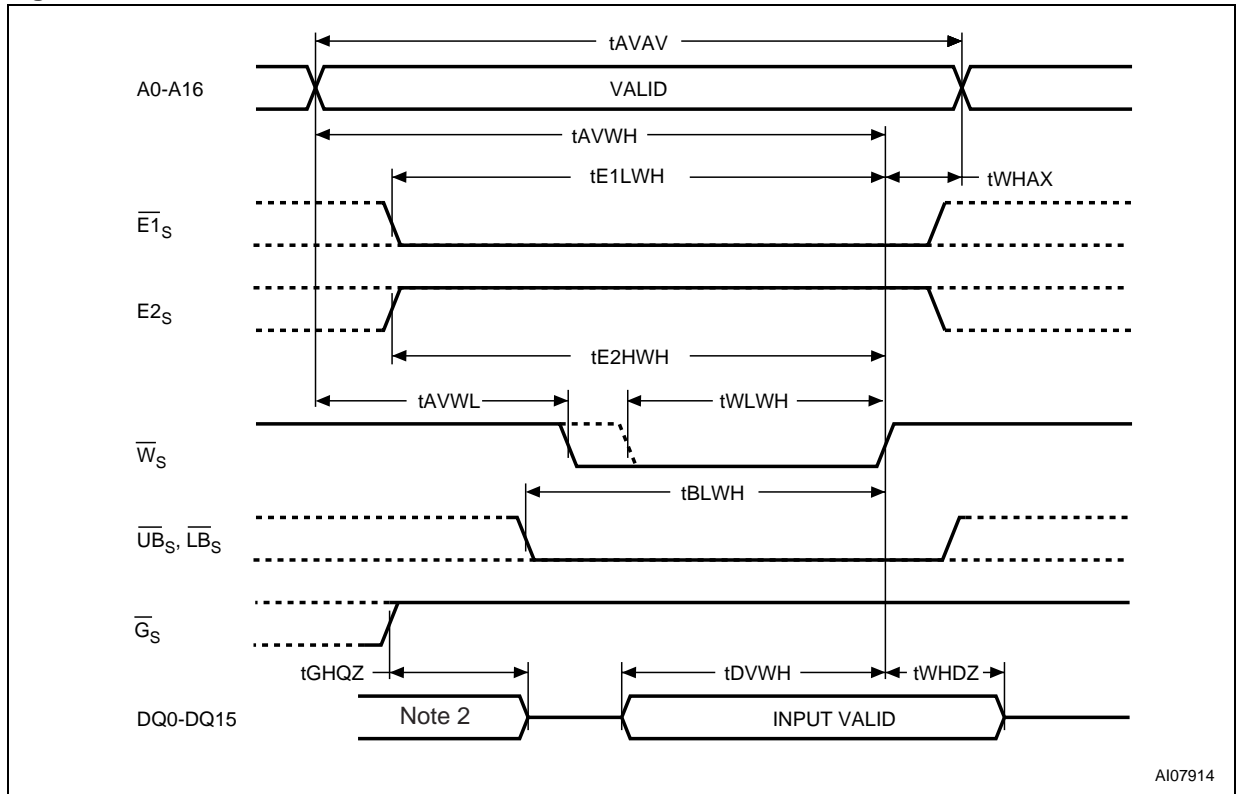 tAVAV
A0-A16
VALID
tAVWH
tE1LWH
tWHAX
E1S
E2S
tE2HWH
tAVWL
tWLWH
WS
tBLWH
UBS, LBS
GS
tGHQZ
tDVWH
tWHDZ
DQ0-DQ15
Note 2
INPUT VALID
AI07914